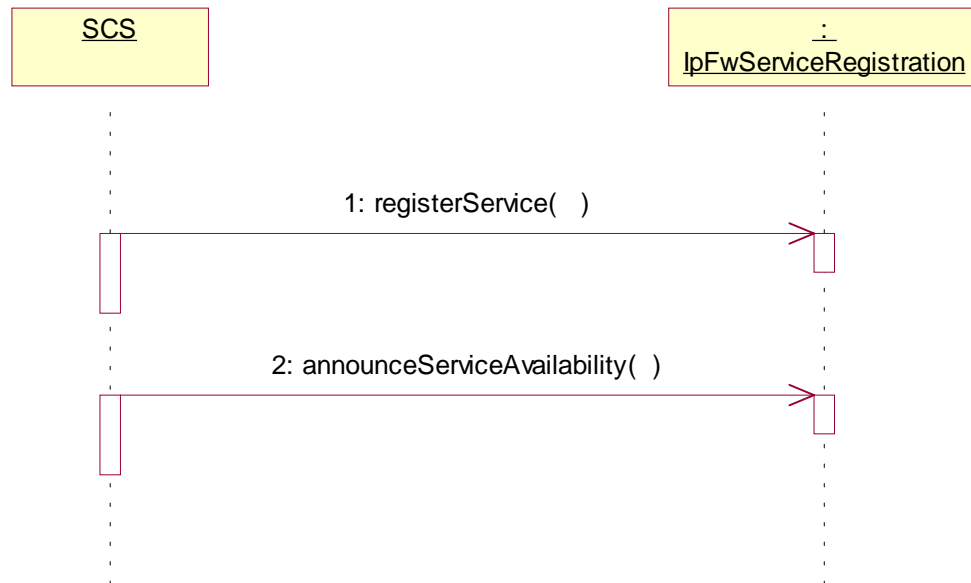 SCS
:
IpFwServiceRegistration
1: registerService(   )
2: announceServiceAvailability(  )